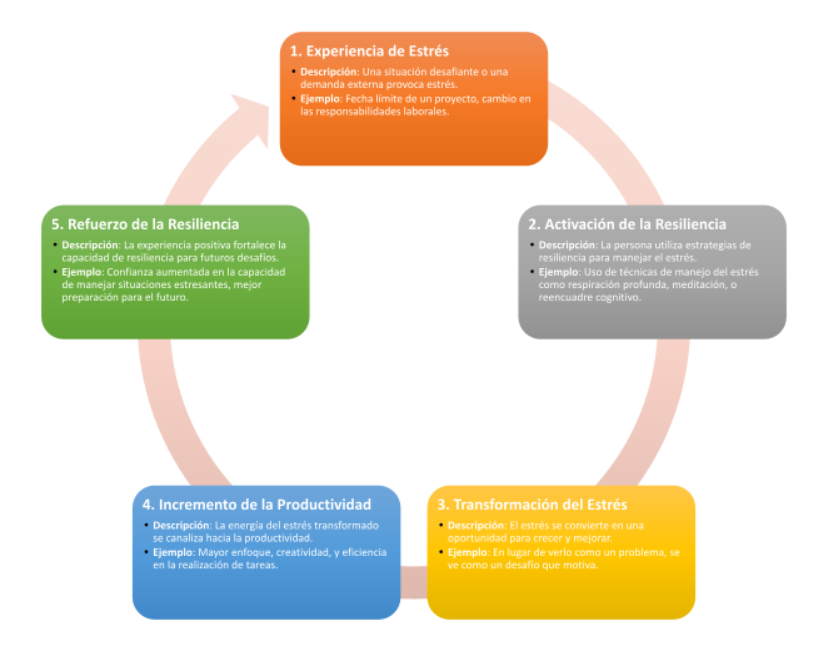 1. Experiencia de Estrés
• Descripción: Una situación desafiante o una
demanda externa provoca estrés.
• Ejemplo: Fecha límite de un proyecto, cambio en
las responsabilidades laborales.
2. Activación de la Resiliencia
• Descripción: La persona utiliza estrategias de
resiliencia para manejar el estrés.
• Ejemplo: Uso de técnicas de manejo del estrés
como respiración profunda, meditación, o
reencuadre cognitivo.
3. Transformación del Estrés
• Descripción: El estrés se convierte en una
oportunidad para crecer y mejorar.
• Ejemplo: En lugar de verlo como un problema, se
ve como un desafío que motiva.
4. Incremento de la Productividad
• Descripción: La energía del estrés transformado
se canaliza hacia la productividad.
• Ejemplo: Mayor enfoque, creatividad, y eficiencia
en la realización de tareas.
5. Refuerzo de la Resiliencia
• Descripción: La experiencia positiva fortalece la
capacidad de resiliencia para futuros desafíos.
• Ejemplo: Confianza aumentada en la capacidad
de manejar situaciones estresantes, mejor
preparación para el futuro.